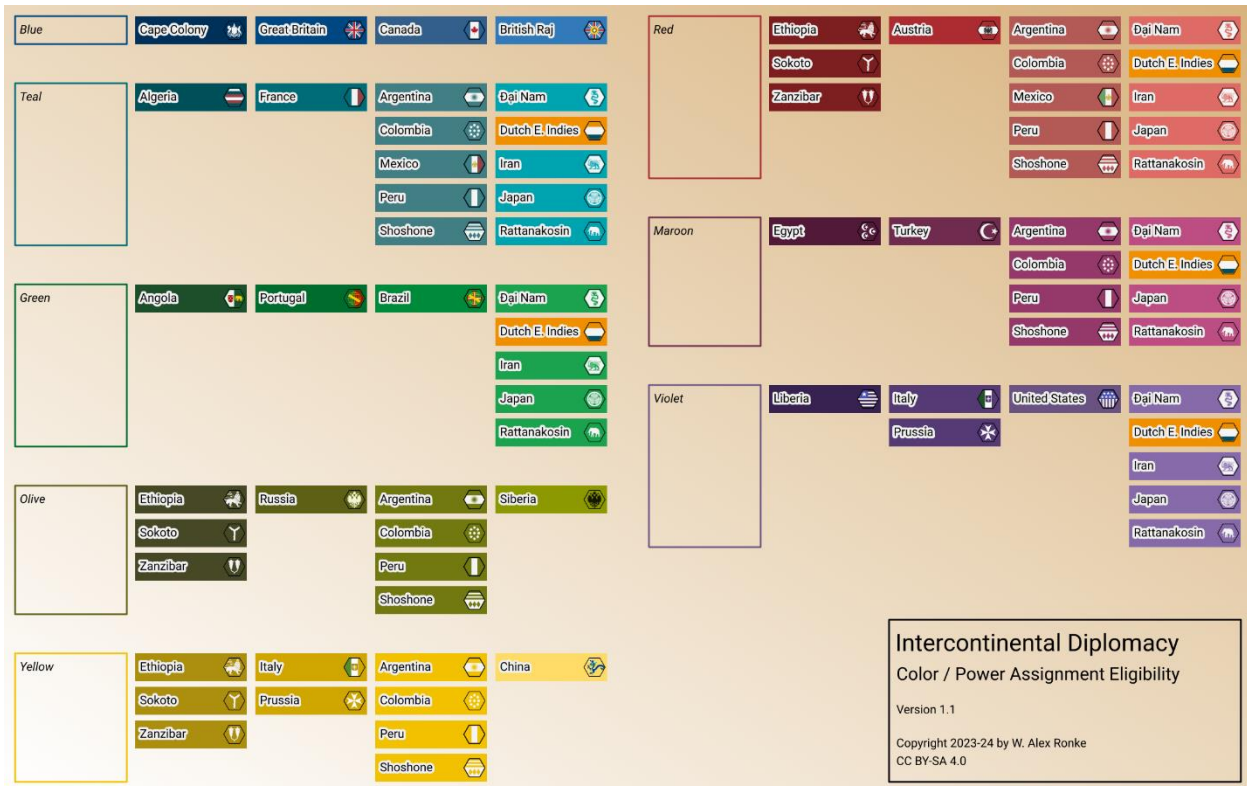 Blue
Cape Colony
Great Britain
Canada
British Raj
Teal
Algeria
France
Argentina
Đại Nam
Colombia
Dutch E. Indies
Mexico
Iran
Peru
Japan
Shoshone
Rattanakosin
Green
Angola
Portugal
Brazil
Đại Nam
Dutch E. Indies
Iran
Japan
Rattanakosin
Olive
Ethiopia
Russia
Argentina
Siberia
Sokoto
Colombia
Zanzibar
Peru
Shoshone
Yellow
Ethiopia
Italy
Argentina
China
Sokoto
Prussia
Colombia
Zanzibar
Peru
Shoshone
Red
Ethiopia
Austria
Argentina
Đại Nam
Sokoto
Colombia
Dutch E. Indies
Zanzibar
Mexico
Iran
Peru
Japan
Shoshone
Rattanakosin
Maroon
Egypt
Turkey
Argentina
Đại Nam
Colombia
Dutch E. Indies
Peru
Japan
Shoshone
Rattanakosin
Violet
Liberia
Italy
United States
Đại Nam
Prussia
Dutch E. Indies
Iran
Japan
Rattanakosin
Intercontinental Diplomacy
Color / Power Assignment Eligibility
Version 1.1
Copyright 2023-24 by W. Alex Ronke
CC BY-SA 4.0